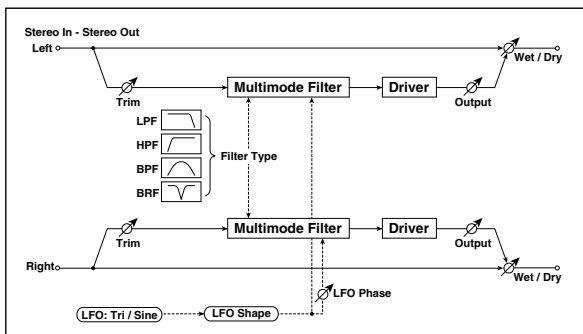 Stereo In - Stereo Out
Left
Wet / Dry
Trim
Multimode Filter
Driver
Output
LPF
HPF
BPF
BRF
Filter Type
Trim
Multimode Filter
Driver
Output
Right
Wet / Dry
LFO Phase
LFO: Tri / Sine
LFO Shape